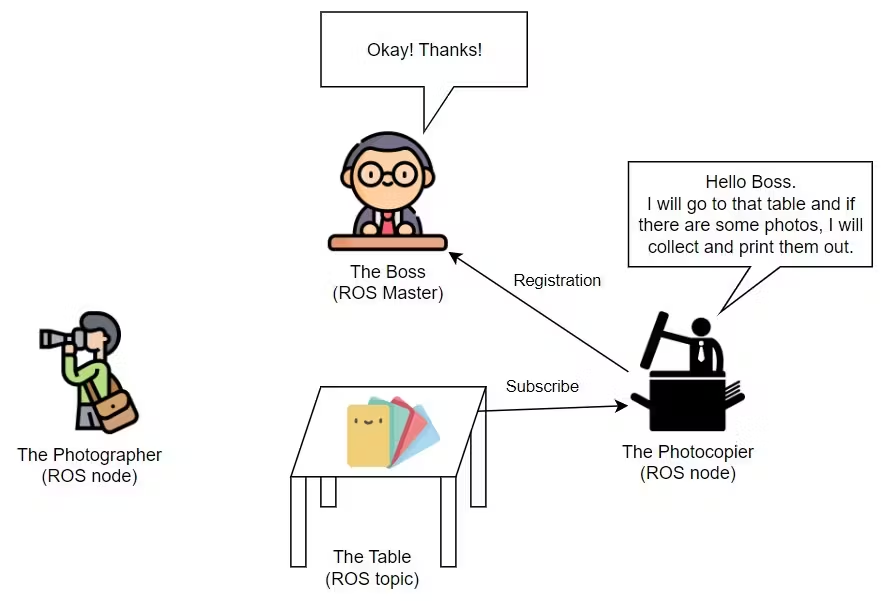 Okay! Thanks!
Hello Boss.
I will go to that table and if
there are some photos, I will
collect and print them out.
The Boss
(ROS Master)
Registration
Subscribe
The Photographer
(ROS node)
The Photocopier
(ROS node)
The Table
(ROS topic)